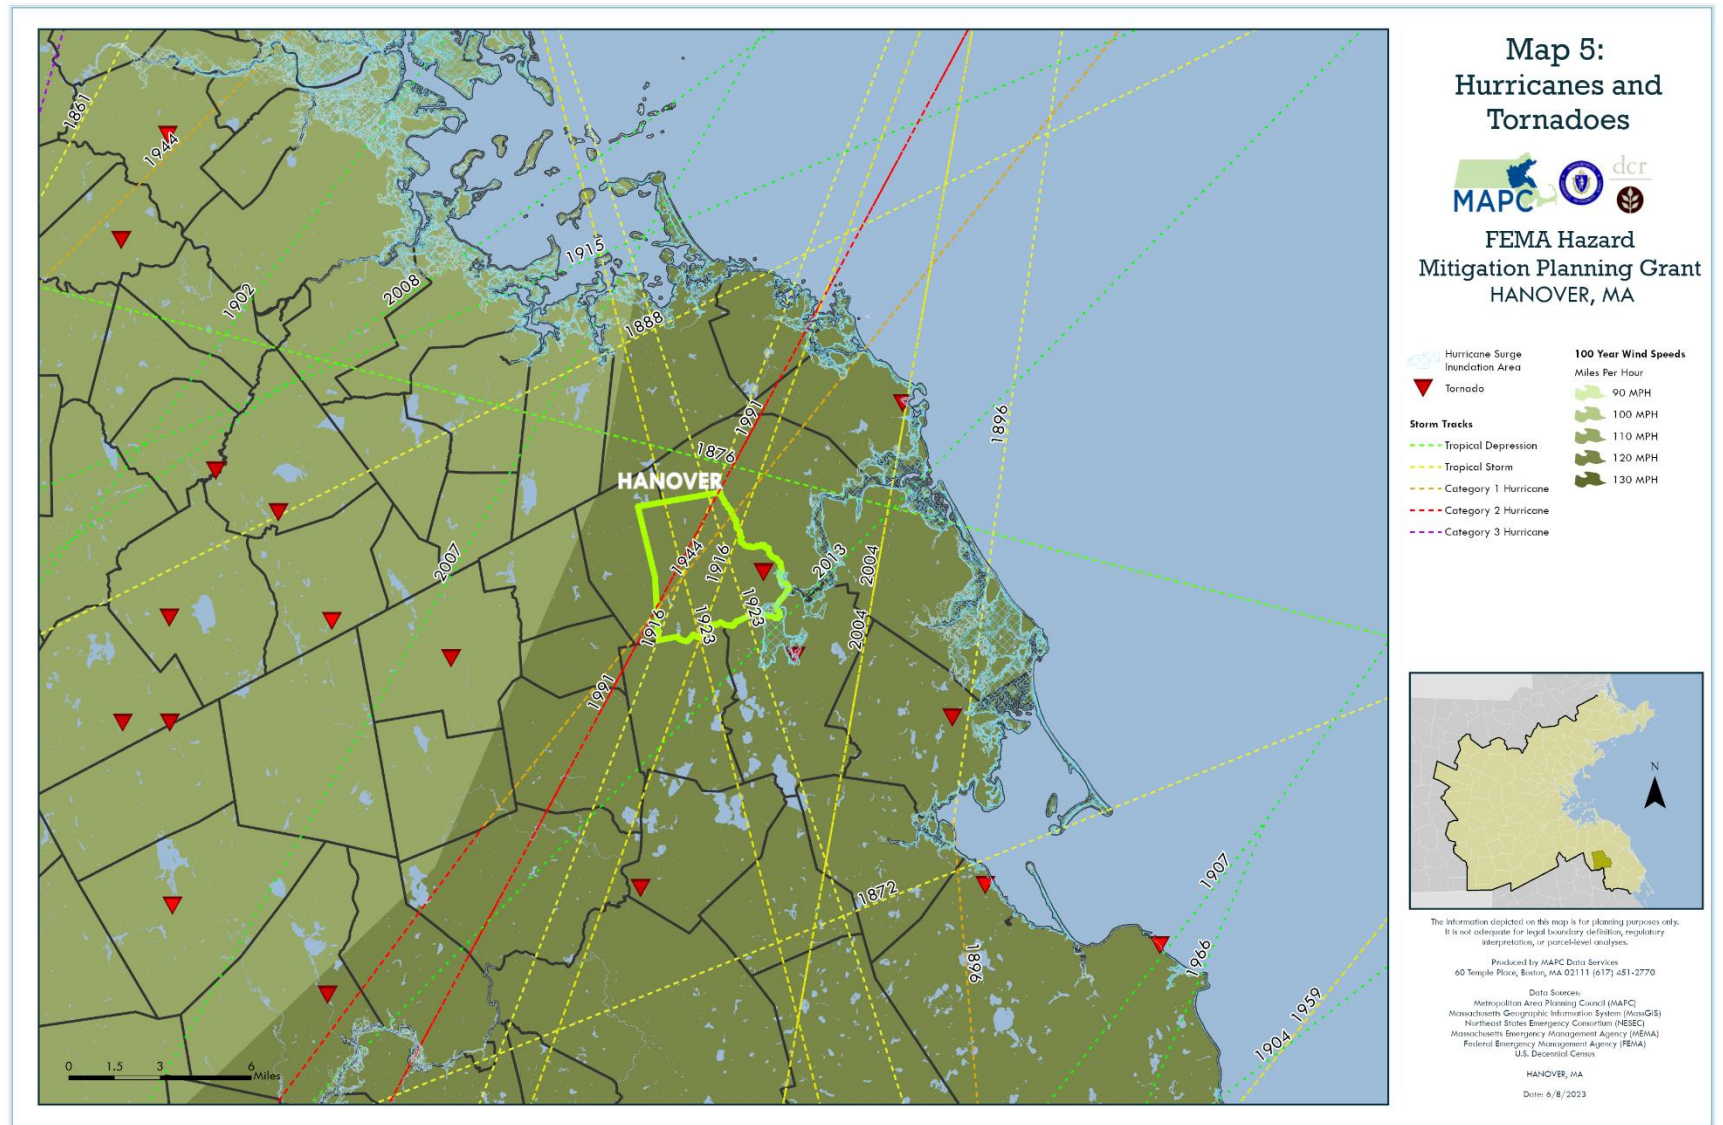 Map 5:
Hurricanes and
Tornadoes
MAPC
dcr
FEMA Hazard
Mitigation Planning Grant
HANOVER, MA
Hurricane Surge
Inundation Area
Tornado
Storm Tracks
Tropical Depression
Tropical Storm
Category 1 Hurricane
Category 2 Hurricane
Category 3 Hurricane
100 Year Wind Speeds
Miles Per Hour
90 MPH
100 MPH
110 MPH
120 MPH
130 MPH
N
The information depicted on this map is for planning purposes only.
It is not adequate for legal boundary definition, regulatory
interpretation, or parcel-level analyses.
Produced by MAPC Data Services
60 Temple Place, Boston, MA 02111 (617) 451-2770
Data Sources:
Metropolitan Area Planning Council (MAPC)
Massachusetts Geographic Information System (MassGIS)
Northeast States Emergency Consortium (NESEC)
Massachusetts Emergency Management Agency (MEMA)
Federal Emergency Management Agency (FEMA)
U.S. Decennial Census
HANOVER, MA
Date: 6/8/2023
1861
1944
1915
1902
2008
1888
1991
1896
1876
HANOVER
2007
1944
1916
2013
2004
1916
1923
1923
2004
1991
1872
1907
1896
1966
1959
1904
0 1.5 3 6
Miles